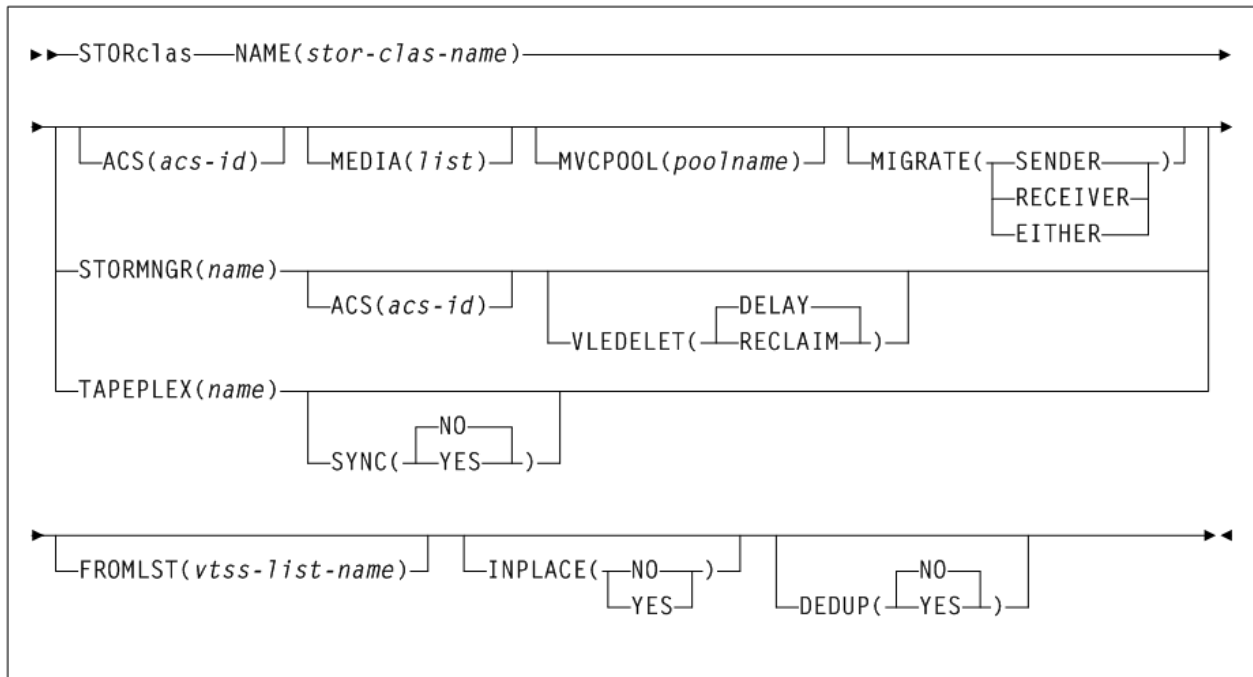 STORclas NAME(stor-clas-name)
ACS(acs-id) MEDIA(list) MVCPOOL(poolname) MIGRATE( SENDER )
RECEIVER
EITHER
STORMNGR(name)
ACS(acs-id) DELAY
VLEDELET( RECLAIM )
TAPEPLEX(name)
NO
SYNC( YES )
FROMLST(vtss-list-name) INPLACE( NO ) NO
YES DEDUP( YES )